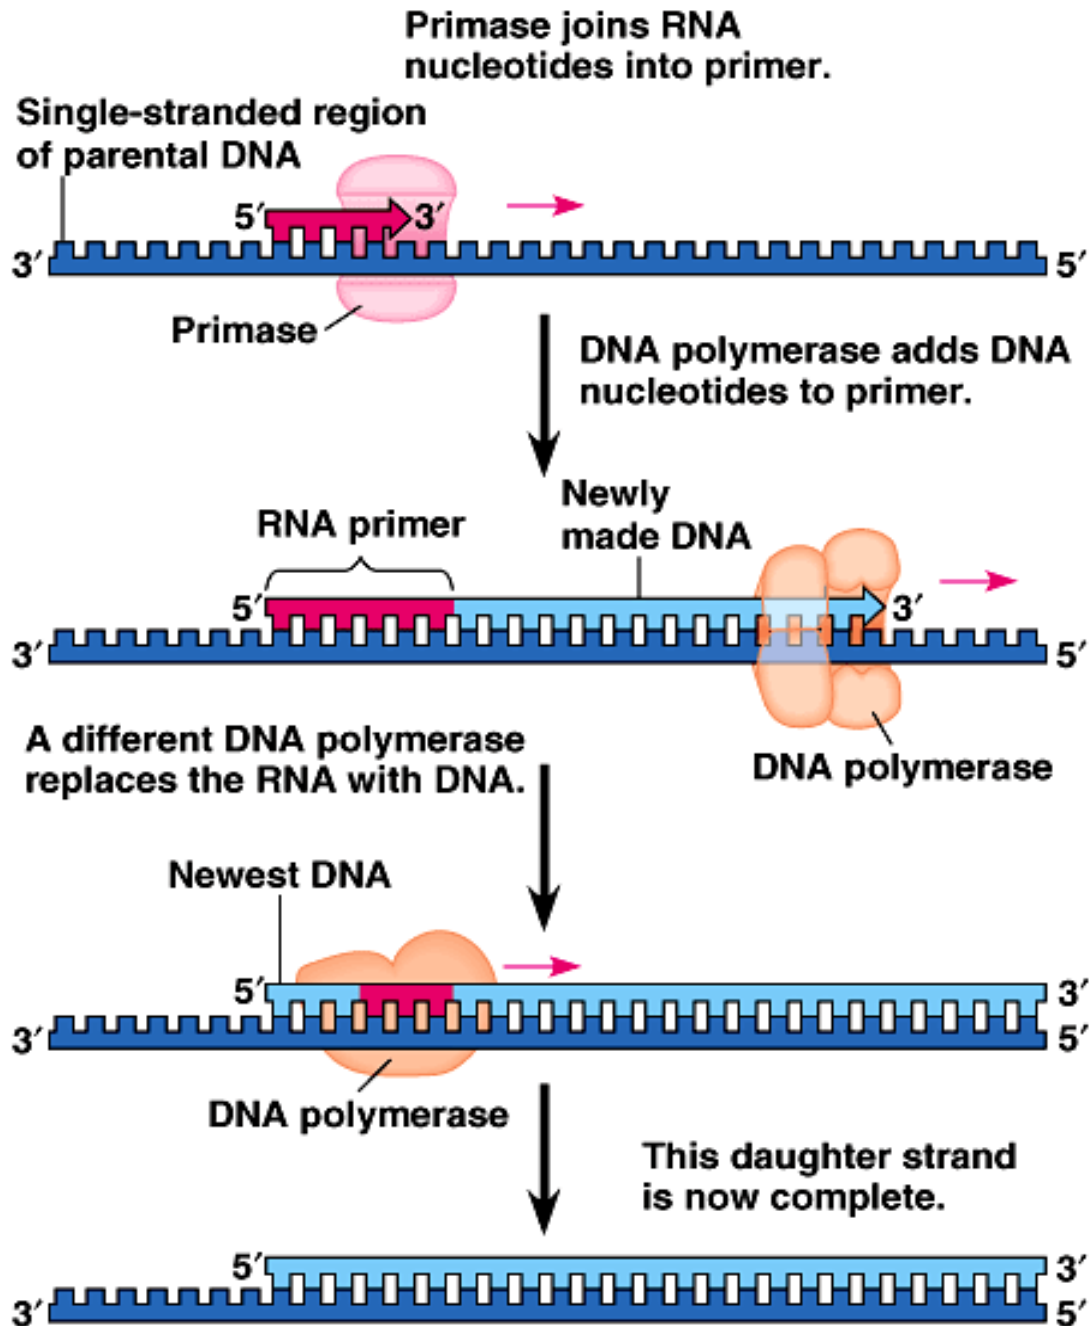 Primase joins RNA
nucleotides into primer.
Single-stranded region
of parental DNA
5′
3′
3′
5′
Primase
DNA polymerase adds DNA
nucleotides to primer.
Newly
made DNA
RNA primer
5′
3′
3′
5′
DNA polymerase
A different DNA polymerase
replaces the RNA with DNA.
Newest DNA
5′
3′
3′
5′
DNA polymerase
This daughter strand
is now complete.
5′
3′
3′
5′